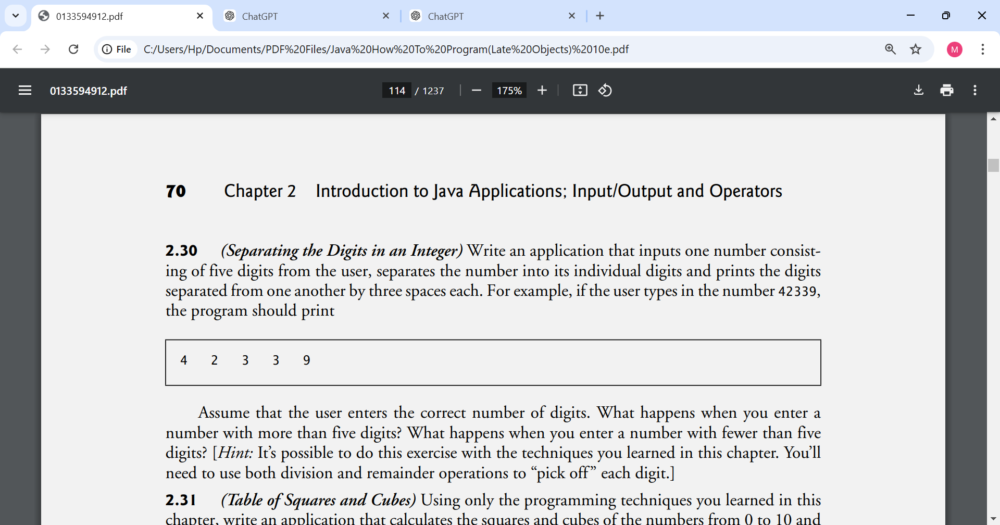 0133594912.pdf
ChatGPT
ChatGPT
File
C:/Users/Hp/Documents/PDF%20Files/Java%20How%20To%20Program(Late%20Objects)%2010e.pdf
M
0133594912.pdf
114 / 1237
175%
70 Chapter 2 Introduction to Java Applications; Input/Output and Operators
2.30 (Separating the Digits in an Integer) Write an application that inputs one number consist-
ing of five digits from the user, separates the number into its individual digits and prints the digits
separated from one another by three spaces each. For example, if the user types in the number 42339,
the program should print
4 2 3 3 9
Assume that the user enters the correct number of digits. What happens when you enter a
number with more than five digits? What happens when you enter a number with fewer than five
digits? [Hint: It’s possible to do this exercise with the techniques you learned in this chapter. You’ll
need to use both division and remainder operations to “pick off” each digit.]
2.31 (Table of Squares and Cubes) Using only the programming techniques you learned in this
chapter, write an application that calculates the squares and cubes of the numbers from 0 to 10 and